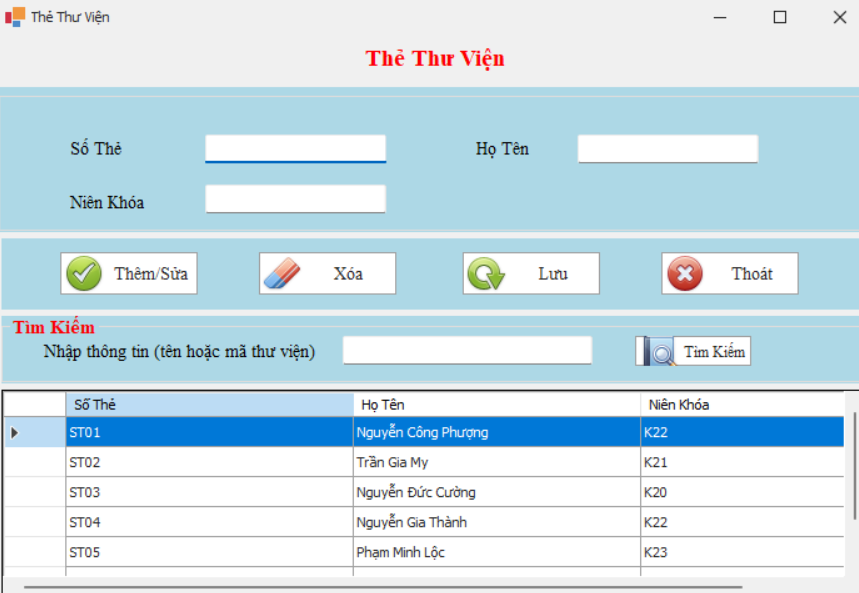 Thẻ Thư Viện
Thẻ Thư Viện
Số Thẻ Họ Tên
Niên Khóa
Thêm/Sửa Xóa Lưu Thoát
Tìm Kiếm
Nhập thông tin (tên hoặc mã thư viện) Tìm Kiếm
Số Thẻ Họ Tên Niên Khóa
ST01 Nguyễn Công Phượng K22
ST02 Trần Gia My K21
ST03 Nguyễn Đức Cường K20
ST04 Nguyễn Gia Thành K22
ST05 Phạm Minh Lộc K23